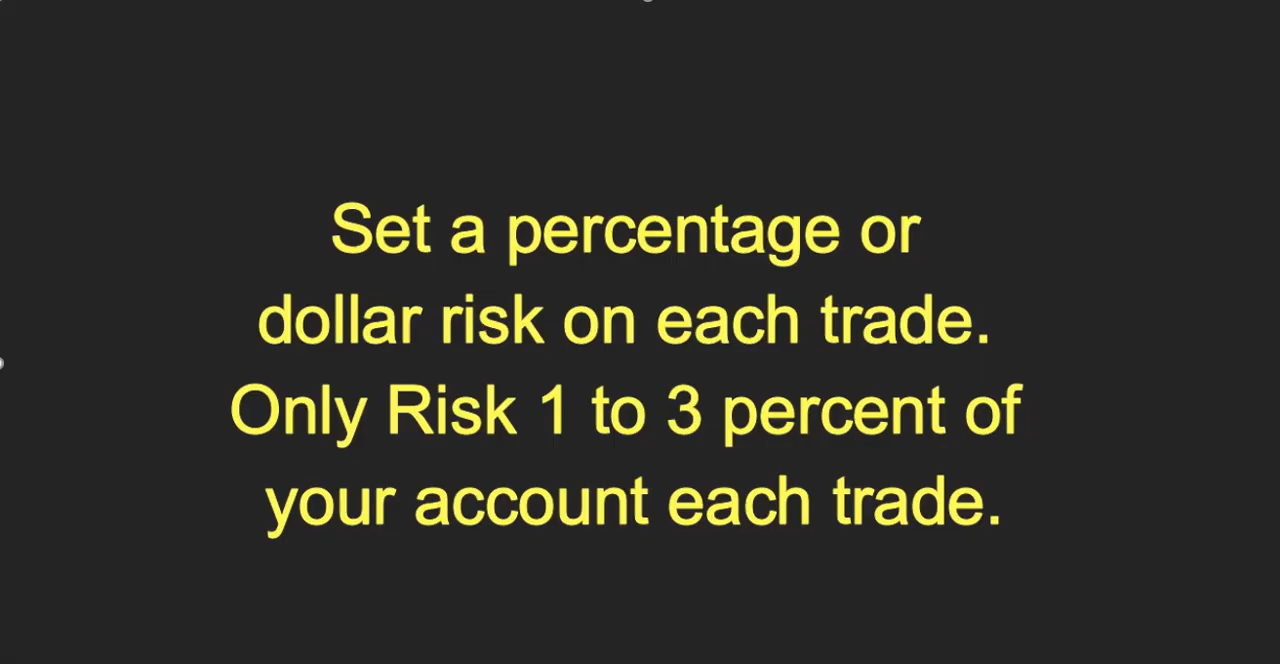 Set a percentage or
dollar risk on each trade.
Only Risk 1 to 3 percent of
your account each trade.